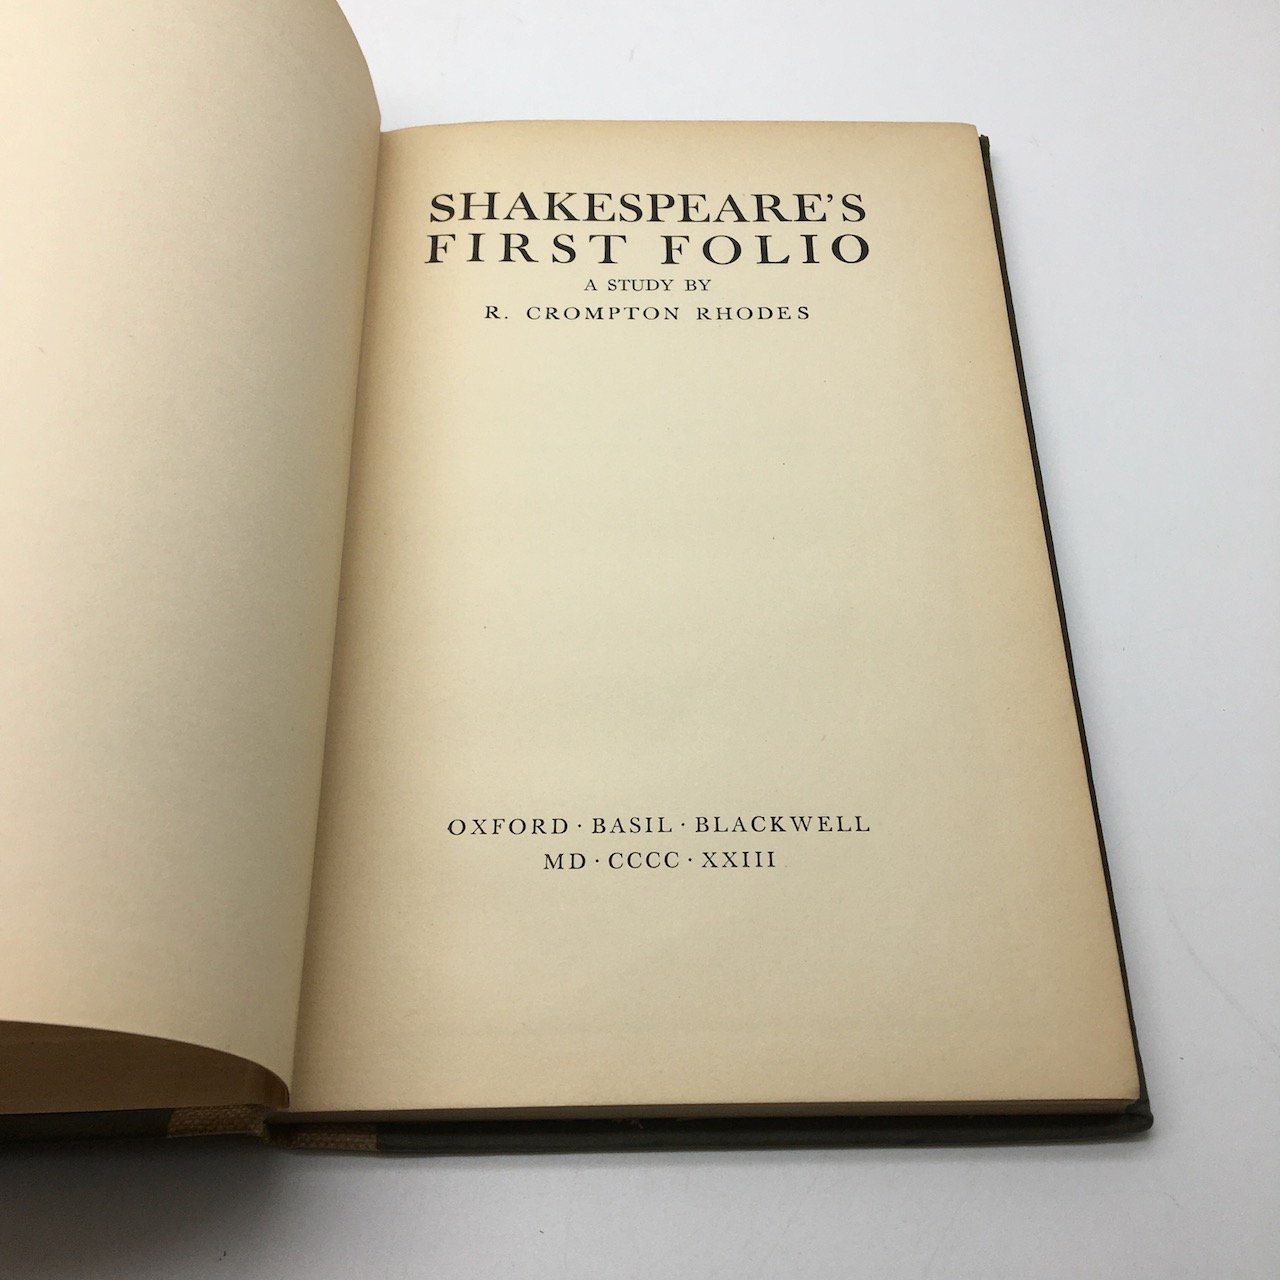 SHAKESPEARE'S
FIRST FOLIO
A STUDY BY
R. CROMPTON RHODES
OXFORD · BASIL · BLACKWELL
MD · CCCC · XXIII